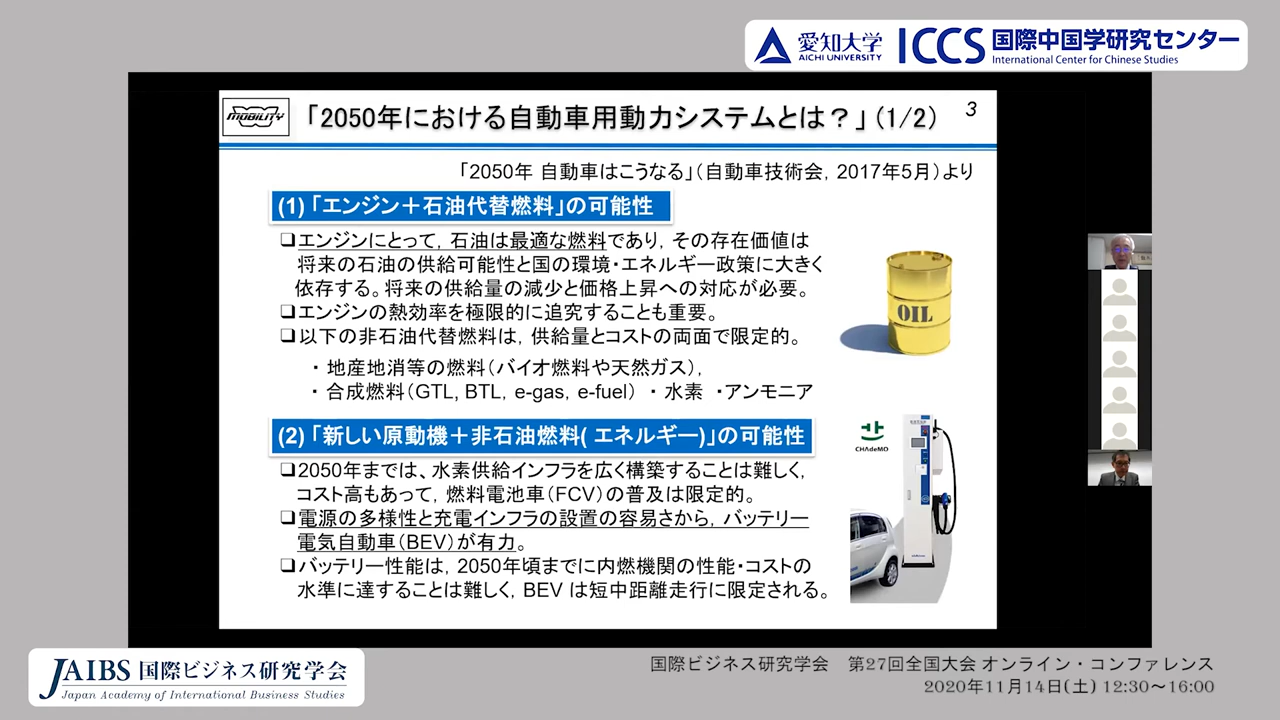 愛知大学
AICHI UNIVERSITY
ICCS 国際中国学研究センター
International Center for Chinese Studies
MOBILITY
「2050年における自動車用動力システムとは？」(1/2)
3
「2050年 自動車はこうなる」(自動車技術会, 2017年5月)より
(1)「エンジン＋石油代替燃料」の可能性
❑エンジンにとって, 石油は最適な燃料であり, その存在価値は
将来の石油の供給可能性と国の環境・エネルギー政策に大きく
依存する。将来の供給量の減少と価格上昇への対応が必要。
❑エンジンの熱効率を極限的に追究することも重要。
❑以下の非石油代替燃料は, 供給量とコストの両面で限定的。
・地産地消等の燃料(バイオ燃料や天然ガス),
・合成燃料(GTL, BTL, e-gas, e-fuel) ・水素 ・アンモニア
OIL
(2)「新しい原動機＋非石油燃料( エネルギー)」の可能性
❑2050年までは、水素供給インフラを広く構築することは難しく,
コスト高もあって, 燃料電池車(FCV)の普及は限定的。
❑電源の多様性と充電インフラの設置の容易さから, バッテリー
電気自動車(BEV)が有力。
❑バッテリー性能は, 2050年頃までに内燃機関の性能・コストの
水準に達することは難しく, BEV は短中距離走行に限定される。
CHAdeMO
JAIBS 国際ビジネス研究学会
Japan Academy of International Business Studies
国際ビジネス研究学会 第27回全国大会 オンライン・コンファレンス
2020年11月14日(土) 12:30～16:00